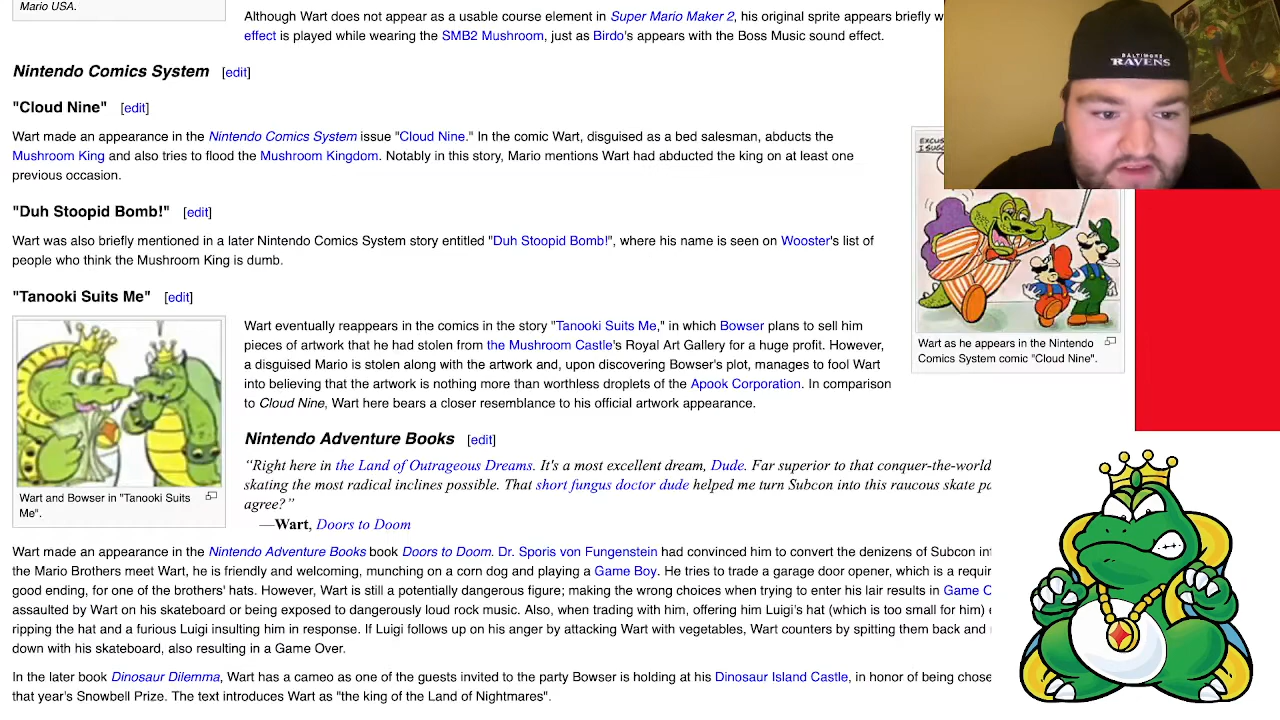 Mario USA.
Although Wart does not appear as a usable course element in Super Mario Maker 2, his original sprite appears briefly
effect is played while wearing the SMB2 Mushroom, just as Birdo's appears with the Boss Music sound effect.
Nintendo Comics System [edit]
"Cloud Nine" [edit]
Wart made an appearance in the Nintendo Comics System issue "Cloud Nine." In the comic Wart, disguised as a bed salesman, abducts the
Mushroom King and also tries to flood the Mushroom Kingdom. Notably in this story, Mario mentions Wart had abducted the king on at least one
previous occasion.
"Duh Stoopid Bomb!" [edit]
Wart was also briefly mentioned in a later Nintendo Comics System story entitled "Duh Stoopid Bomb!", where his name is seen on Wooster's list of
people who think the Mushroom King is dumb.
"Tanooki Suits Me" [edit]
Wart eventually reappears in the comics in the story "Tanooki Suits Me," in which Bowser plans to sell him
pieces of artwork that he had stolen from the Mushroom Castle's Royal Art Gallery for a huge profit. However,
a disguised Mario is stolen along with the artwork and, upon discovering Bowser's plot, manages to fool Wart
into believing that the artwork is nothing more than worthless droplets of the Apook Corporation. In comparison
to Cloud Nine, Wart here bears a closer resemblance to his official artwork appearance.
Wart and Bowser in "Tanooki Suits
Me".
Wart as he appears in the Nintendo
Comics System comic "Cloud Nine".
BALTIMORE
RAVENS
Nintendo Adventure Books [edit]
“Right here in the Land of Outrageous Dreams. It's a most excellent dream, Dude. Far superior to that conquer-the-world
skating the most radical inclines possible. That short fungus doctor dude helped me turn Subcon into this raucous skate
agree?”
—Wart, Doors to Doom
Wart made an appearance in the Nintendo Adventure Books book Doors to Doom. Dr. Sporis von Fungenstein had convinced him to convert the denizens of Subcon
the Mario Brothers meet Wart, he is friendly and welcoming, munching on a corn dog and playing a Game Boy. He tries to trade a garage door opener, which is a
good ending, for one of the brothers' hats. However, Wart is still a potentially dangerous figure; making the wrong choices when trying to enter his lair results in Game
assaulted by Wart on his skateboard or being exposed to dangerously loud rock music. Also, when trading with him, offering him Luigi's hat (which is too small for him)
ripping the hat and a furious Luigi insulting him in response. If Luigi follows up on his anger by attacking Wart with vegetables, Wart counters by spitting them back and
down with his skateboard, also resulting in a Game Over.
In the later book Dinosaur Dilemma, Wart has a cameo as one of the guests invited to the party Bowser is holding at his Dinosaur Island Castle, in honor of being
that year's Snowbell Prize. The text introduces Wart as "the king of the Land of Nightmares".